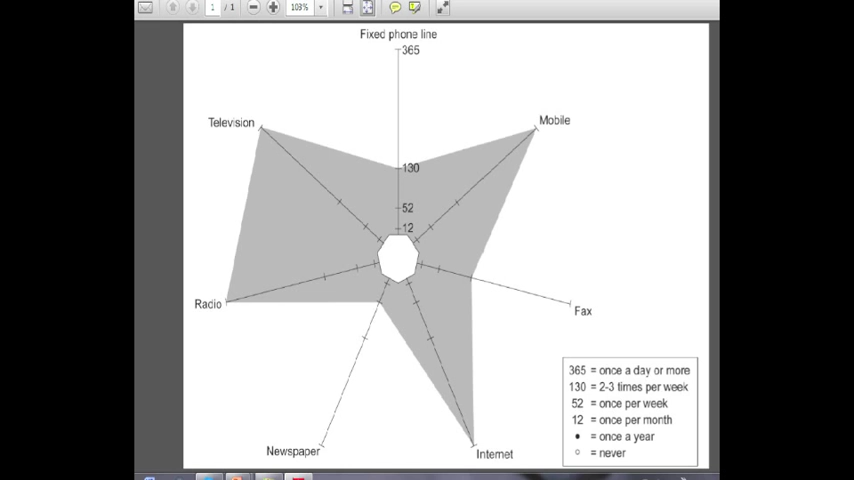 1 / 1
103%
Fixed phone line
365
Television
Mobile
130
52
12
Radio
Fax
365 = once a day or more
130 = 2-3 times per week
52 = once per week
12 = once per month
• = once a year
○ = never
Newspaper
Internet